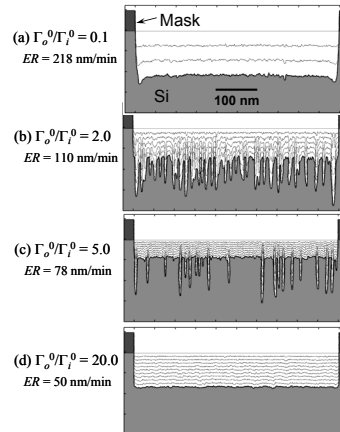 Mask
(a) Γₒ⁰/Γᵢ⁰ = 0.1
ER = 218 nm/min
Si
100 nm
(b) Γₒ⁰/Γᵢ⁰ = 2.0
ER = 110 nm/min
(c) Γₒ⁰/Γᵢ⁰ = 5.0
ER = 78 nm/min
(d) Γₒ⁰/Γᵢ⁰ = 20.0
ER = 50 nm/min